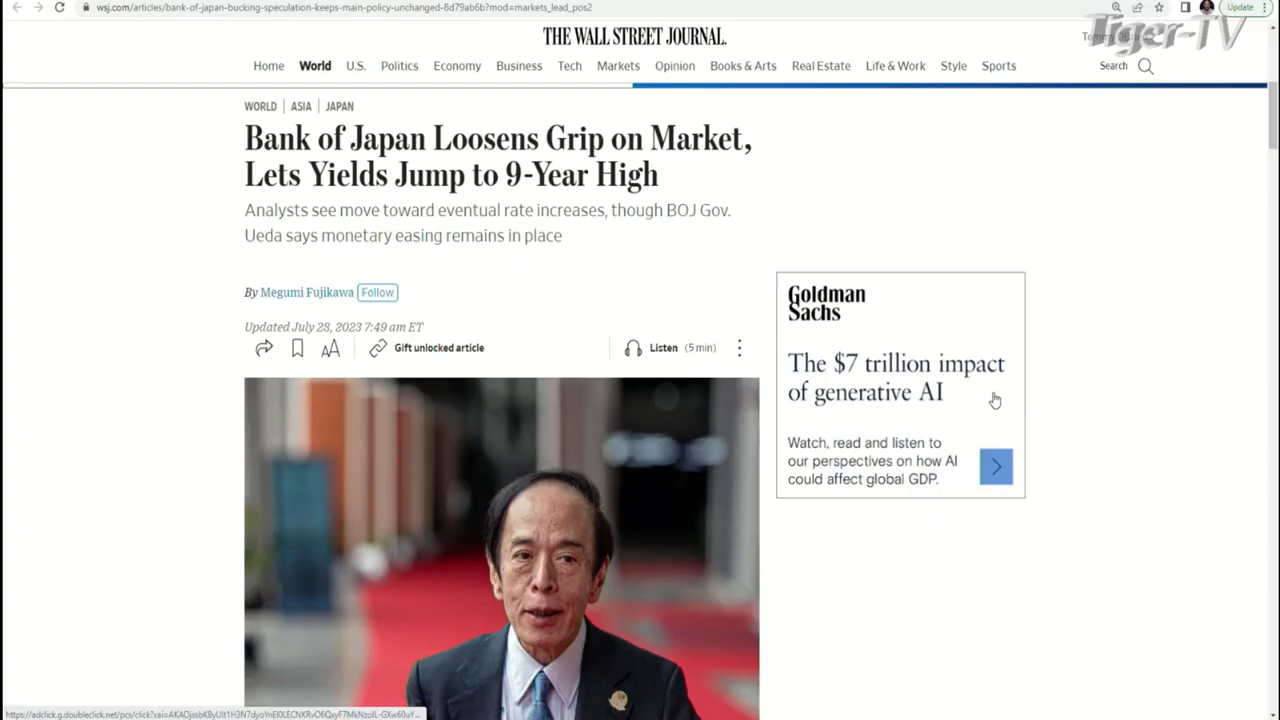 wsj.com/articles/bank-of-japan-bucking-speculation-keeps-main-policy-unchanged-8d79ab6b?mod=markets_lead_pos2
Update
Tiger-TV
THE WALL STREET JOURNAL.
Home World U.S. Politics Economy Business Tech Markets Opinion Books & Arts Real Estate Life & Work Style Sports Search
WORLD | ASIA | JAPAN
Bank of Japan Loosens Grip on Market,
Lets Yields Jump to 9-Year High
Analysts see move toward eventual rate increases, though BOJ Gov.
Ueda says monetary easing remains in place
By Megumi Fujikawa Follow
Updated July 28, 2023 7:49 am ET
AA Gift unlocked article Listen (5 min)
Goldman
Sachs
The $7 trillion impact
of generative AI
Watch, read and listen to
our perspectives on how AI
could affect global GDP.